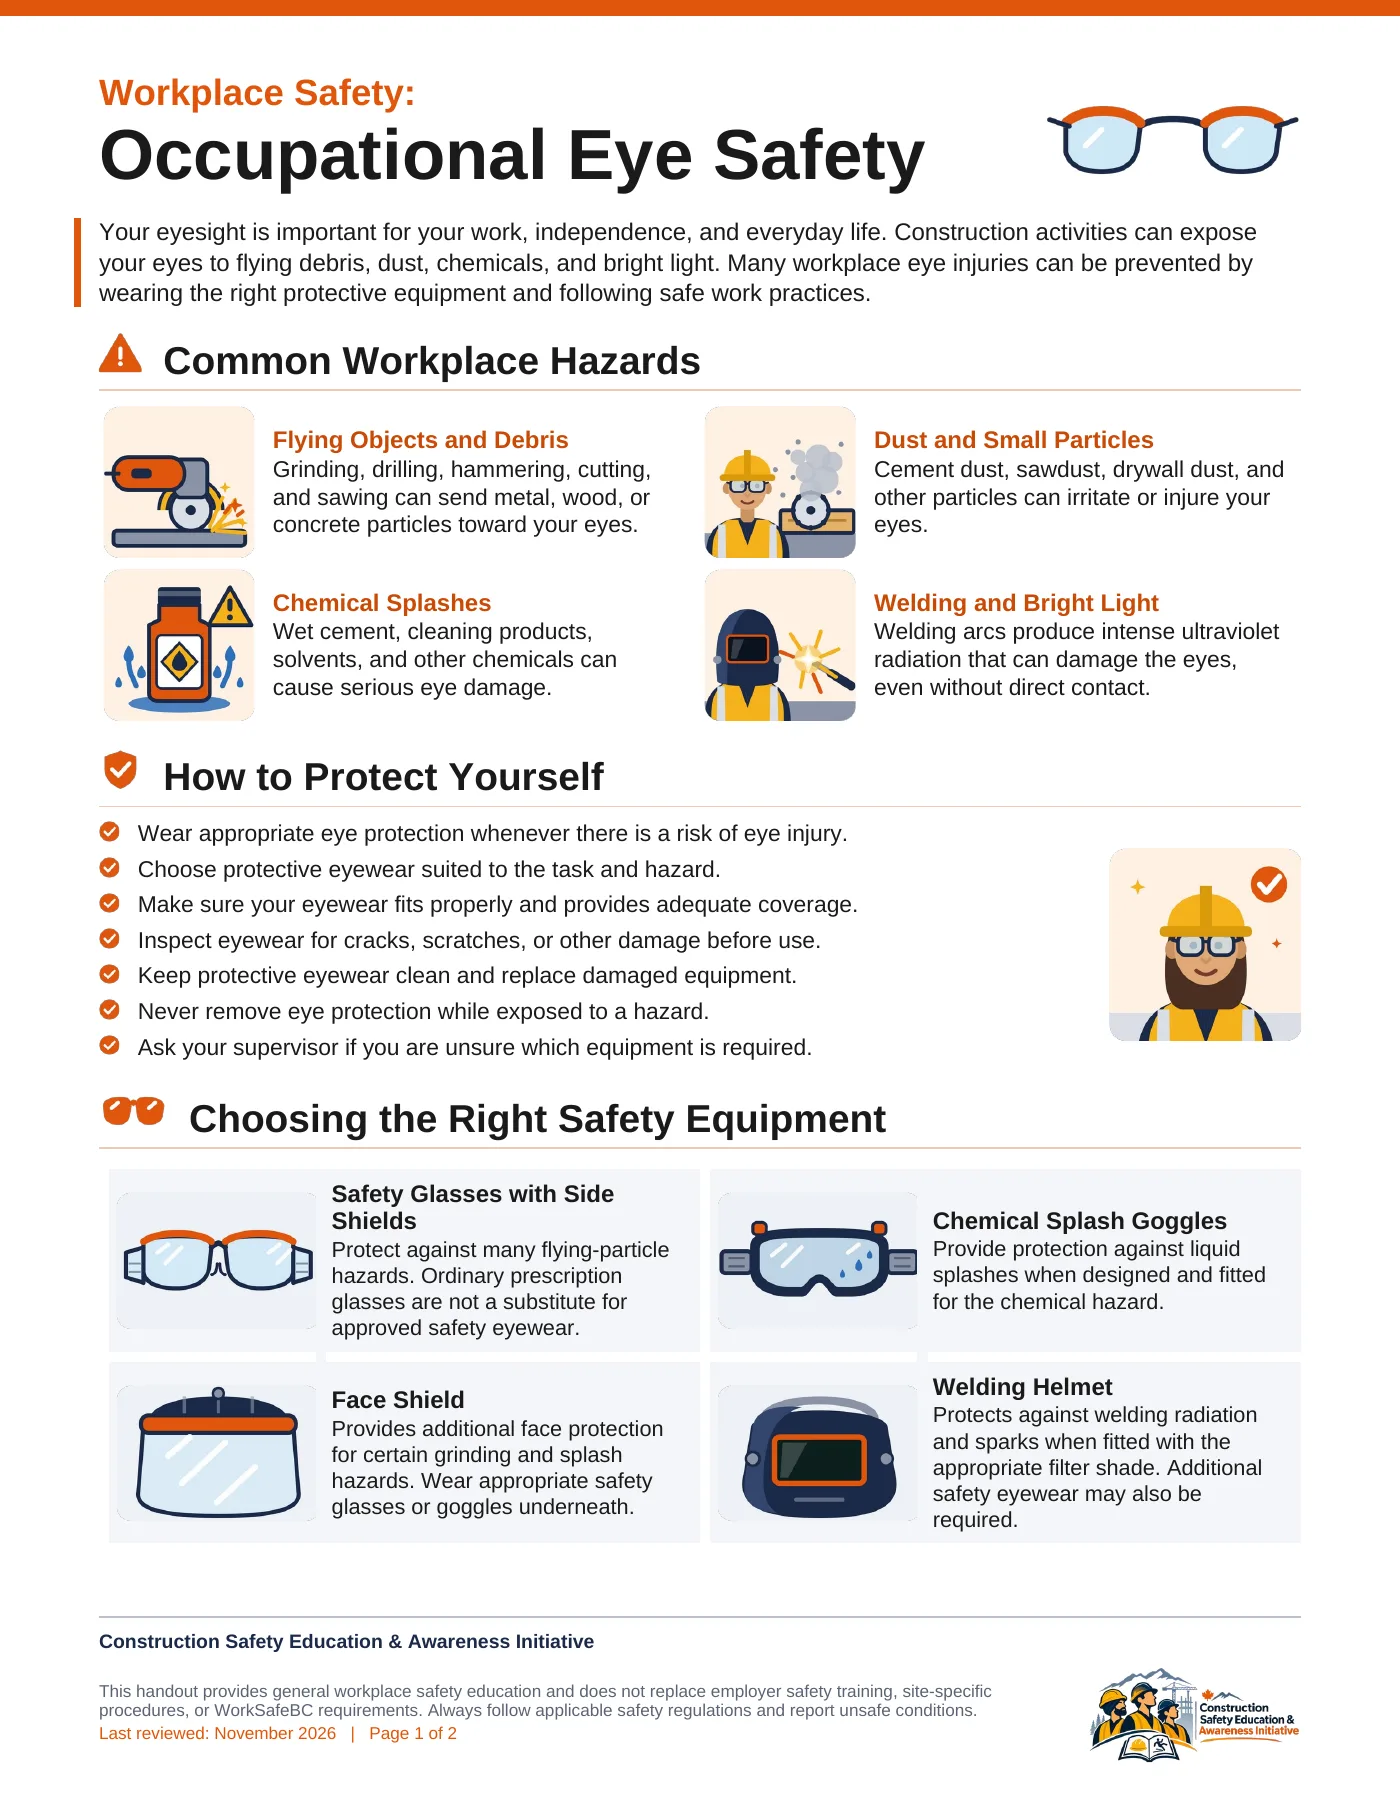 Workplace Safety:
Occupational Eye Safety
Your eyesight is important for your work, independence, and everyday life. Construction activities can expose
your eyes to flying debris, dust, chemicals, and bright light. Many workplace eye injuries can be prevented by
wearing the right protective equipment and following safe work practices.
Common Workplace Hazards
Flying Objects and Debris
Grinding, drilling, hammering, cutting,
and sawing can send metal, wood, or
concrete particles toward your eyes.
Dust and Small Particles
Cement dust, sawdust, drywall dust, and
other particles can irritate or injure your
eyes.
Chemical Splashes
Wet cement, cleaning products,
solvents, and other chemicals can
cause serious eye damage.
Welding and Bright Light
Welding arcs produce intense ultraviolet
radiation that can damage the eyes,
even without direct contact.
How to Protect Yourself
Wear appropriate eye protection whenever there is a risk of eye injury.
Choose protective eyewear suited to the task and hazard.
Make sure your eyewear fits properly and provides adequate coverage.
Inspect eyewear for cracks, scratches, or other damage before use.
Keep protective eyewear clean and replace damaged equipment.
Never remove eye protection while exposed to a hazard.
Ask your supervisor if you are unsure which equipment is required.
Choosing the Right Safety Equipment
Safety Glasses with Side
Shields
Protect against many flying-particle
hazards. Ordinary prescription
glasses are not a substitute for
approved safety eyewear.
Chemical Splash Goggles
Provide protection against liquid
splashes when designed and fitted
for the chemical hazard.
Face Shield
Provides additional face protection
for certain grinding and splash
hazards. Wear appropriate safety
glasses or goggles underneath.
Welding Helmet
Protects against welding radiation
and sparks when fitted with the
appropriate filter shade. Additional
safety eyewear may also be
required.
Construction Safety Education & Awareness Initiative
This handout provides general workplace safety education and does not replace employer safety training, site-specific
procedures, or WorkSafeBC requirements. Always follow applicable safety regulations and report unsafe conditions.
Last reviewed: November 2026 | Page 1 of 2
Construction
Safety Education &
Awareness Initiative